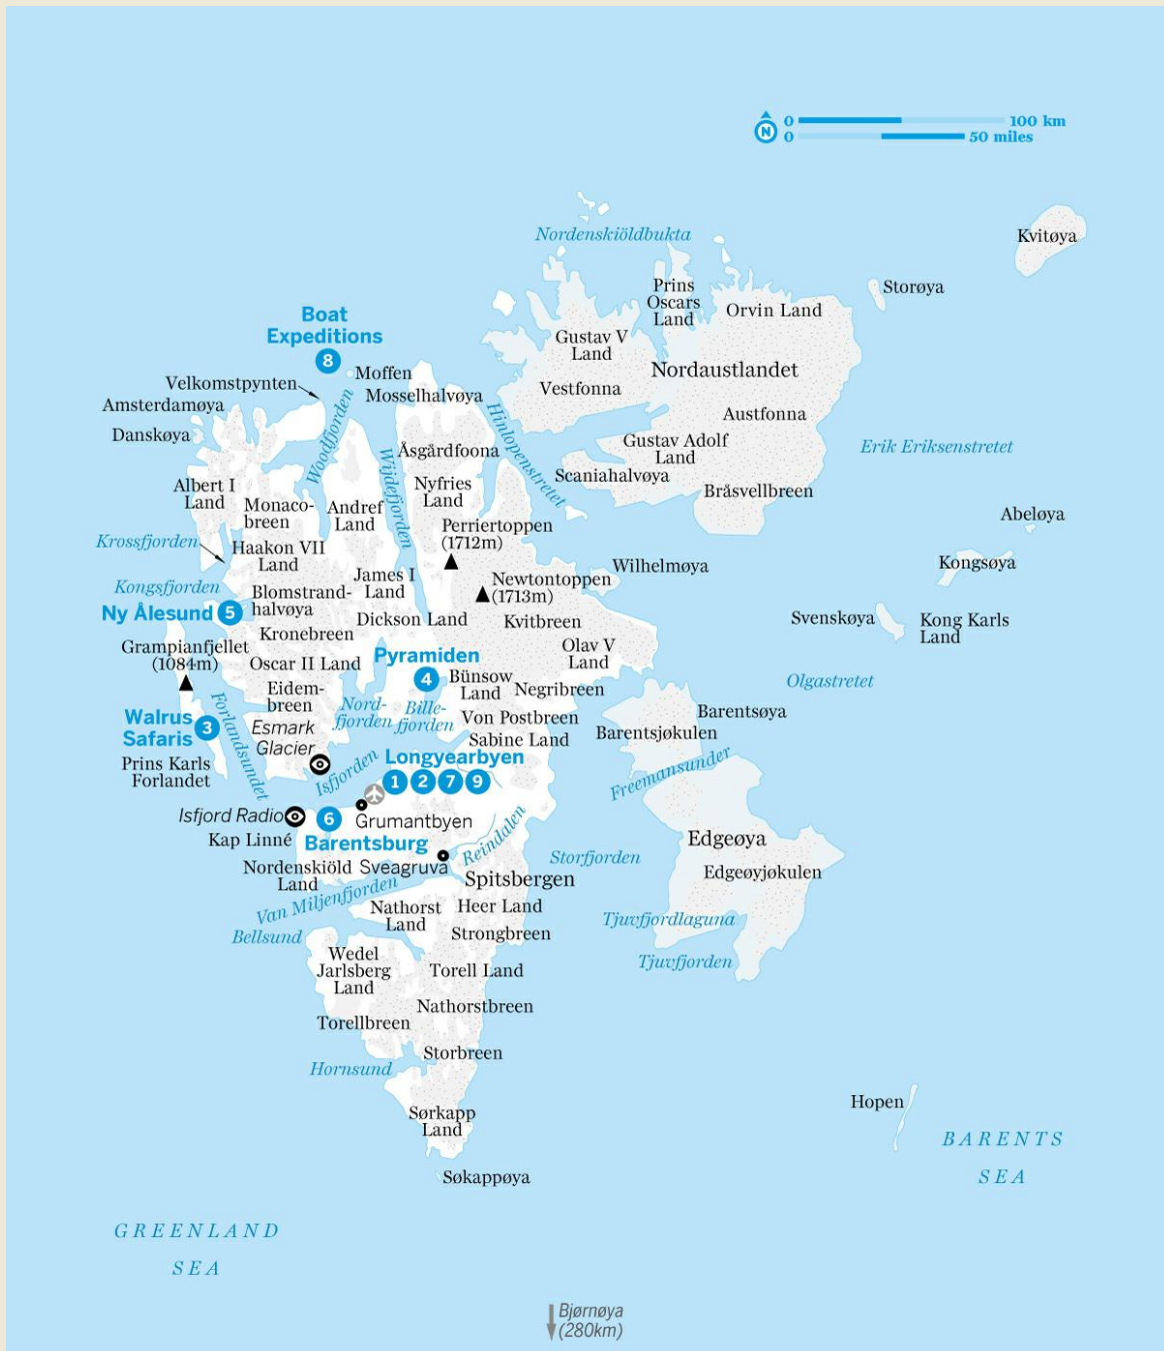 0 100 km
N
0 50 miles
Nordenskiöldbukta
Kvitøya
Storøya
Prins
Oscars
Land
Orvin Land
Boat
Expeditions
8
Gustav V
Land
Nordaustlandet
Moffen
Velkomstpynten
Mosselhalvøya
Vestfonna
Amsterdamøya
Austfonna
Danskøya
Woodfjorden
Hinlopenstretet
Gustav Adolf
Land
Erik Eriksenstretet
Åsgårdfoona
Wijdefjorden
Scaniahalvøya
Albert I
Land
Nyfries
Land
Bråsvellbreen
Monaco-
breen
Andref
Land
Abeløya
Perriertoppen
(1712m)
Krossfjorden
Haakon VII
Land
Kongsøya
Wilhelmøya
James I
Land
Newtontoppen
(1713m)
Kongsfjorden
Blomstrand-
halvøya
Ny Ålesund 5
Dickson Land
Kvitbreen
Svenskøya
Kong Karls
Land
Kronebreen
Grampianfjellet
(1084m)
Olav V
Land
Oscar II Land
Pyramiden
4
Bünsow
Land
Negribreen
Olgastretet
Eidem-
breen
Nord-
fjorden
Bille-
fjorden
Walrus
Safaris
3
Forlandsundet
Von Postbreen
Barentsøya
Esmark
Glacier
Sabine Land
Barentsjøkulen
Prins Karls
Forlandet
Isfjorden
Longyearbyen
1 2 7 9
Freemansunder
Isfjord Radio
6
Grumantbyen
Kap Linné
Barentsburg
Reindalen
Edgeøya
Nordenskiöld
Land
Sveagruva
Storfjorden
Edgeøyjøkulen
Spitsbergen
Van Miljenfjorden
Nathorst
Land
Heer Land
Tjuvfjordlaguna
Bellsund
Strongbreen
Wedel
Jarlsberg
Land
Tjuvfjorden
Torell Land
Nathorstbreen
Torellbreen
Storbreen
Hornsund
Hopen
Sørkapp
Land
BARENTS
SEA
Søkappøya
GREENLAND
SEA
Bjørnøya
(280km)